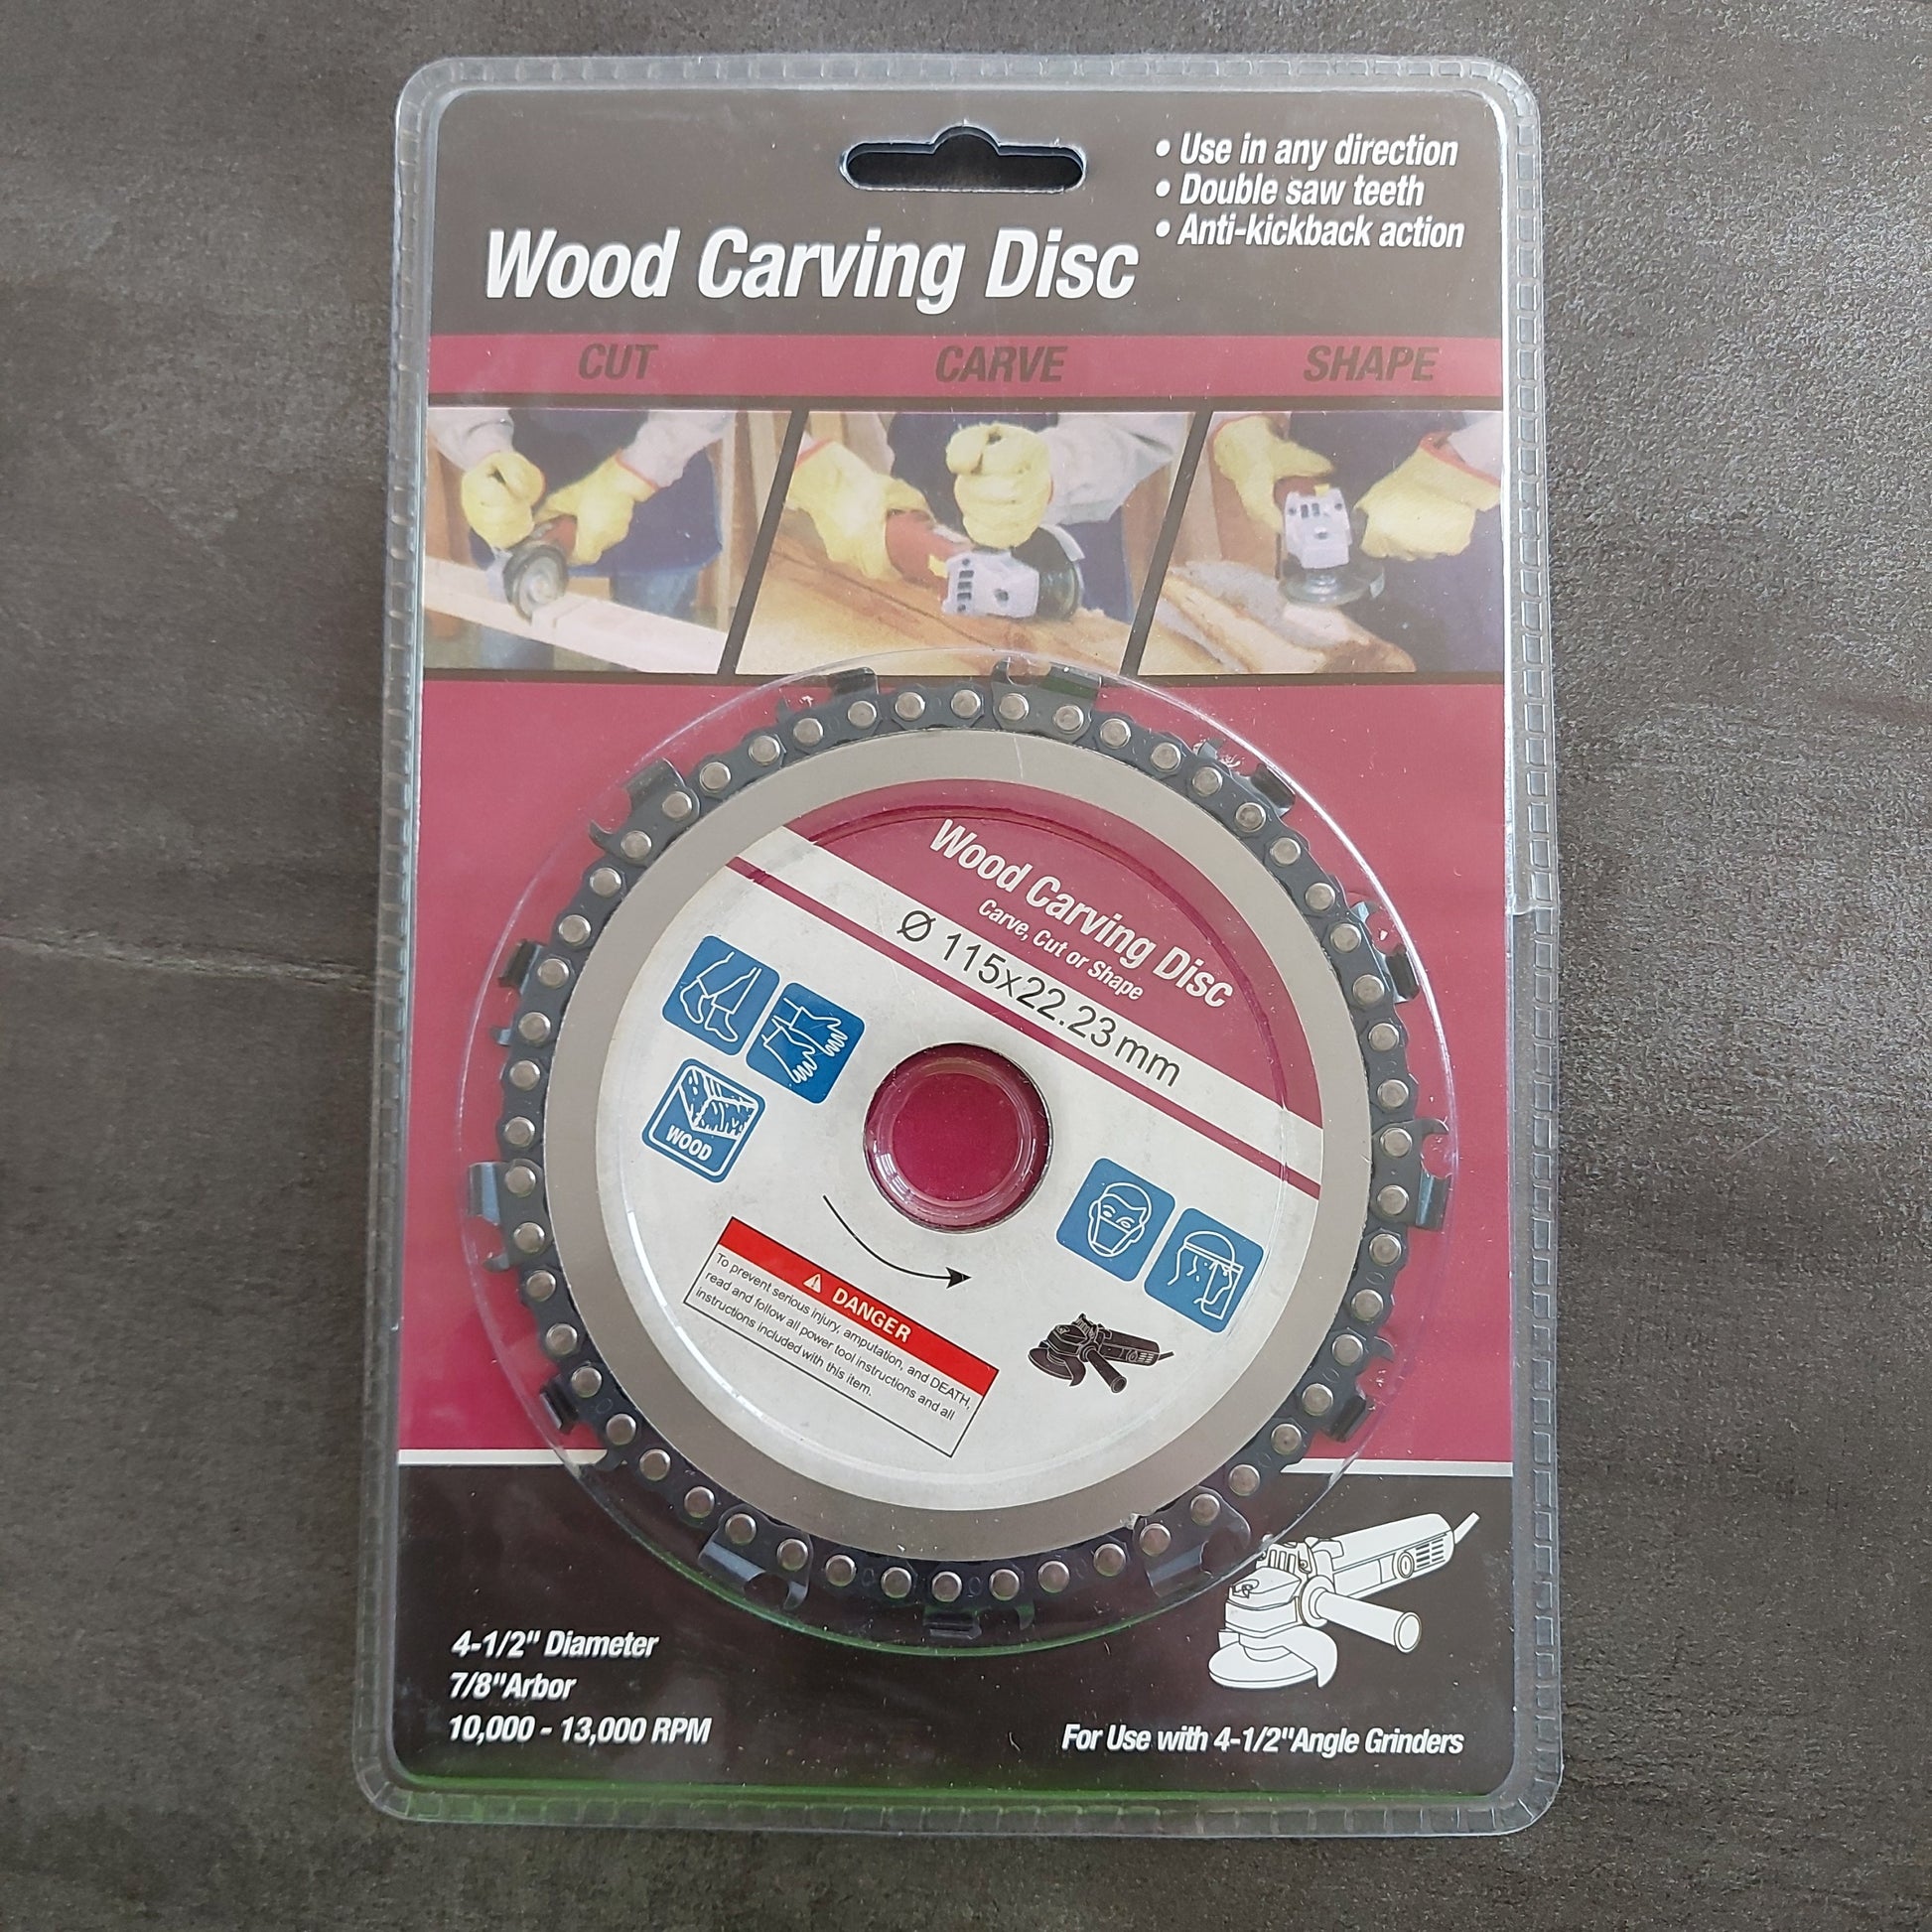 • Use in any direction
• Double saw teeth
• Anti-kickback action
Wood Carving Disc
CUT CARVE SHAPE
Wood Carving Disc
Carve, Cut or Shape
Ø 115x22.23mm
WOOD
DANGER
To prevent serious injury, amputation, and DEATH,
read and follow all power tool instructions and all
instructions included with this item.
4-1/2" Diameter
7/8"Arbor
10,000 - 13,000 RPM
For Use with 4-1/2"Angle Grinders